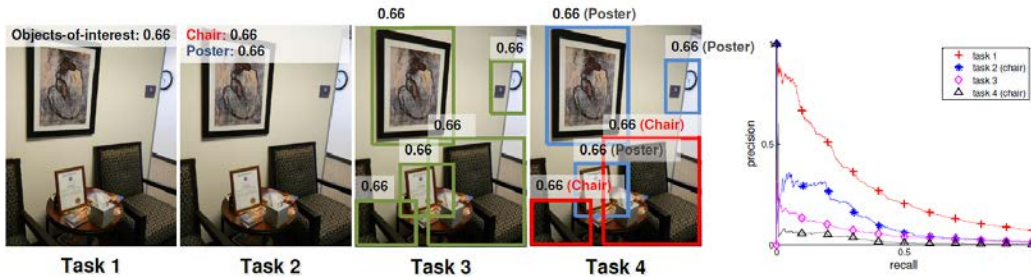 Objects-of-interest: 0.66
Task 1
Chair: 0.66
Poster: 0.66
Task 2
0.66
0.66
0.66
0.66
0.66
Task 3
0.66 (Poster)
0.66 (Poster)
0.66 (Chair)
0.66 (Poster)
0.66 (Chair)
Task 4
1
0.5
0
precision
0.5
recall
task 1
task 2 (chair)
task 3
task 4 (chair)